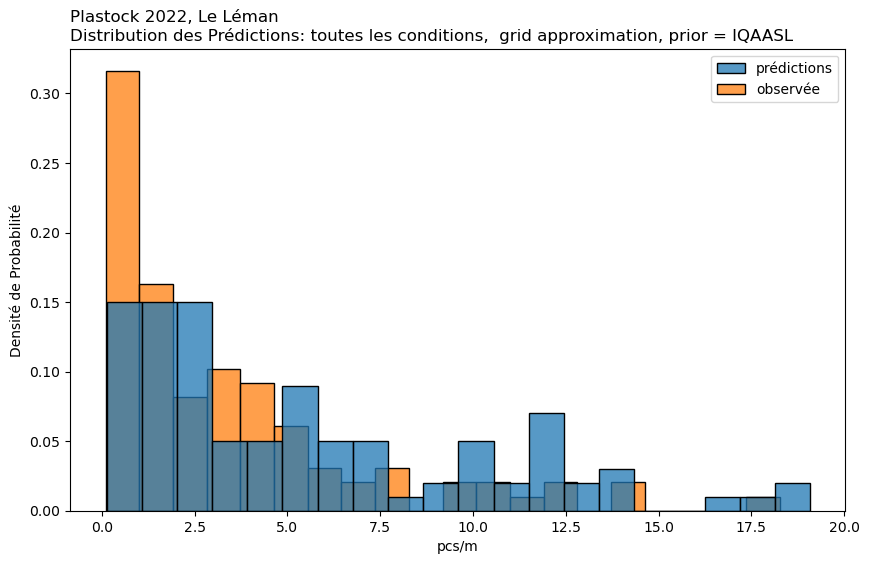 Plastock 2022, Le Léman
Distribution des Prédictions: toutes les conditions,  grid approximation, prior = IQAASL
prédictions
observée
0.30
0.25
0.20
0.15
0.10
0.05
0.00
Densité de Probabilité
0.0 2.5 5.0 7.5 10.0 12.5 15.0 17.5 20.0
pcs/m